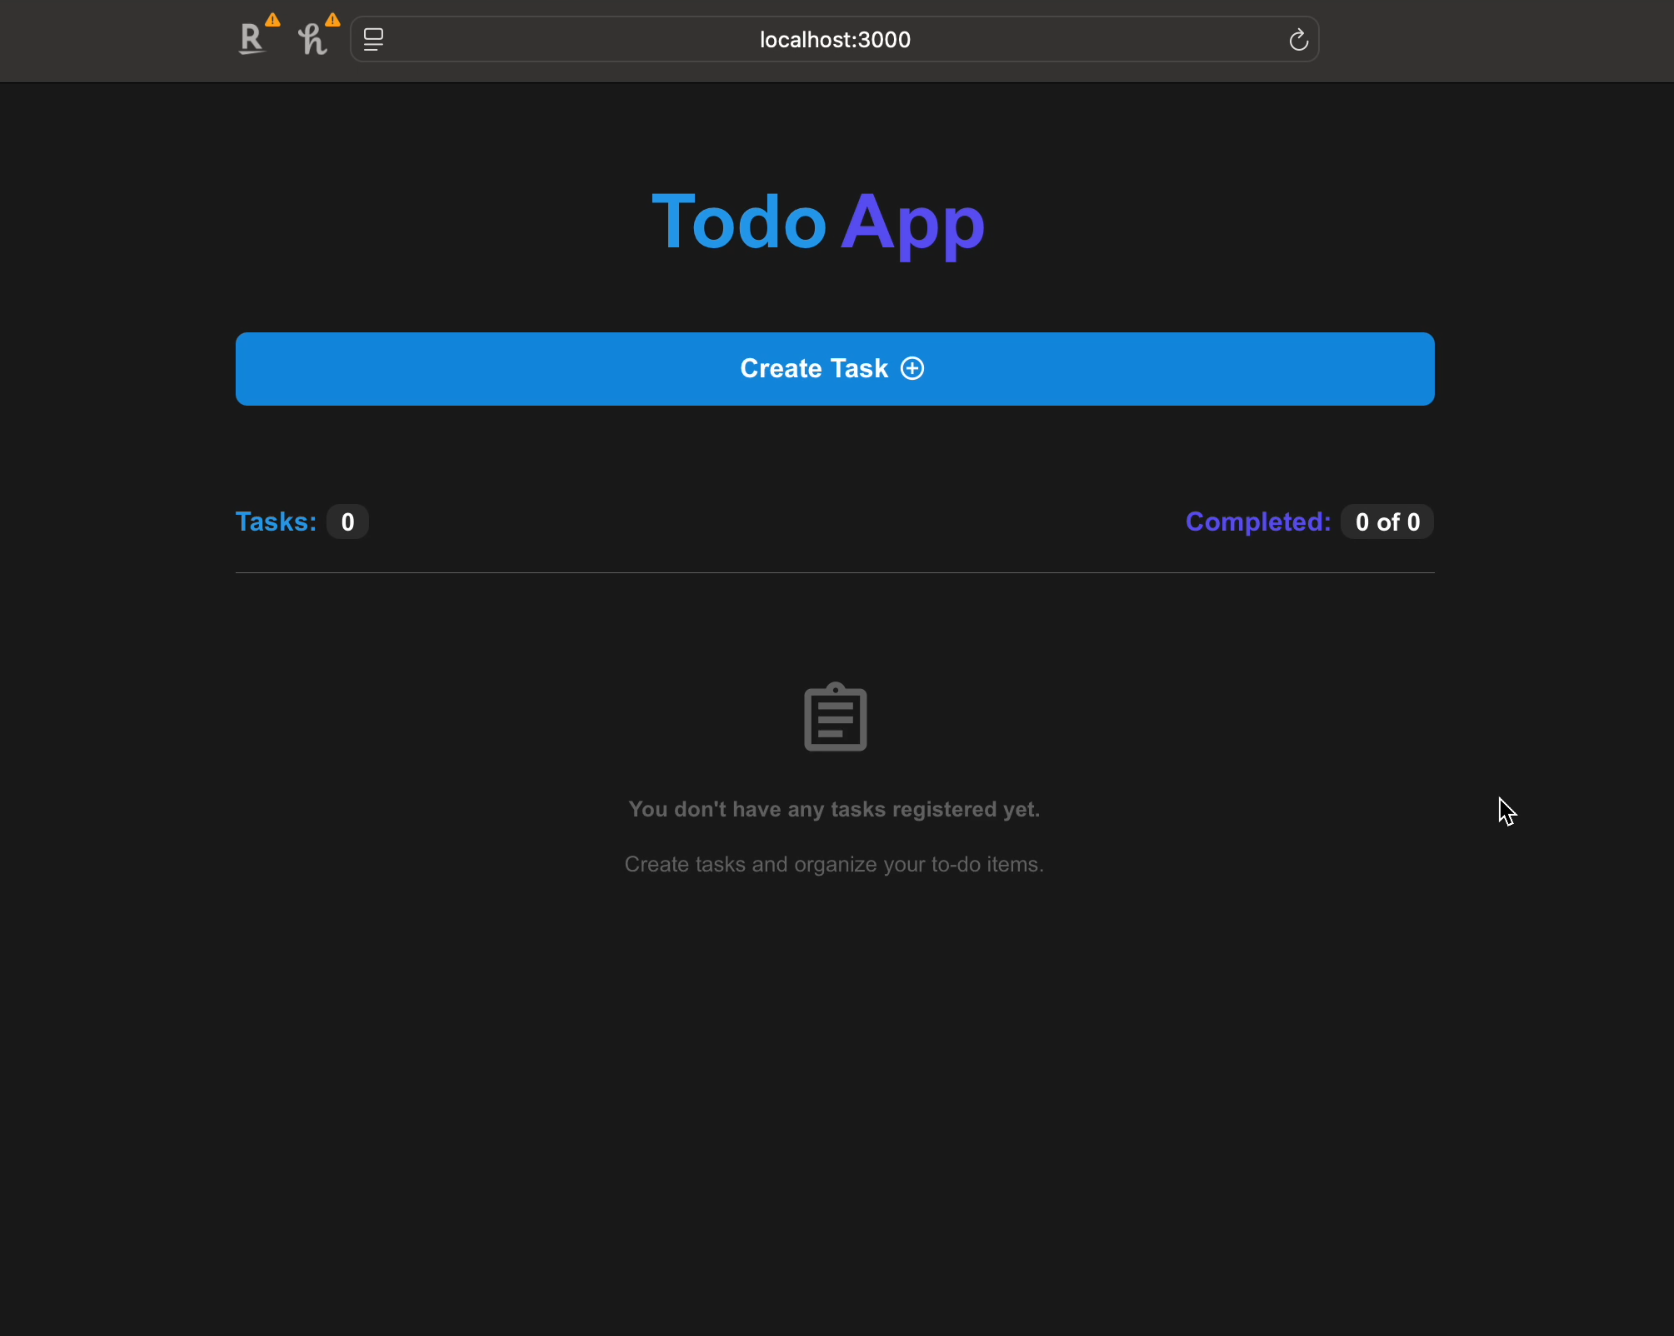 localhost:3000
Todo App
Create Task
Tasks: 0
Completed: 0 of 0
You don't have any tasks registered yet.
Create tasks and organize your to-do items.